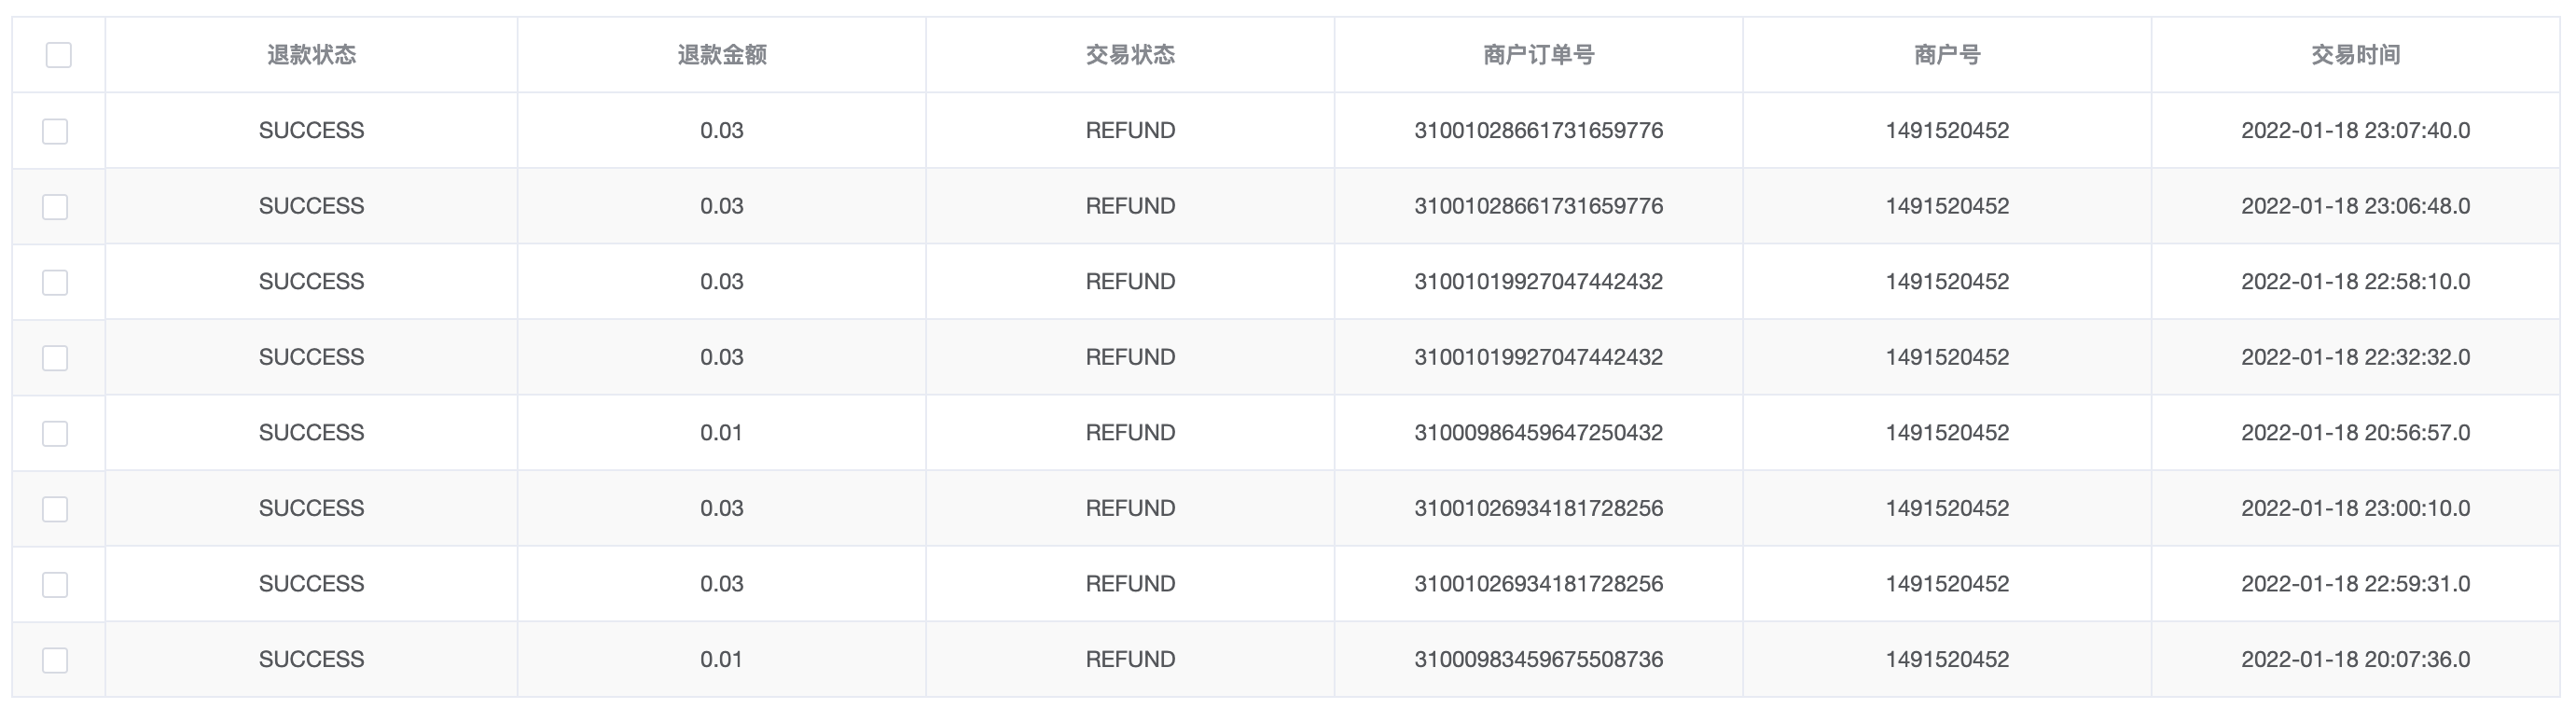 退款状态 退款金额 交易状态 商户订单号 商户号 交易时间
SUCCESS 0.03 REFUND 31001028661731659776 1491520452 2022-01-18 23:07:40.0
SUCCESS 0.03 REFUND 31001028661731659776 1491520452 2022-01-18 23:06:48.0
SUCCESS 0.03 REFUND 31001019927047442432 1491520452 2022-01-18 22:58:10.0
SUCCESS 0.03 REFUND 31001019927047442432 1491520452 2022-01-18 22:32:32.0
SUCCESS 0.01 REFUND 31000986459647250432 1491520452 2022-01-18 20:56:57.0
SUCCESS 0.03 REFUND 31001026934181728256 1491520452 2022-01-18 23:00:10.0
SUCCESS 0.03 REFUND 31001026934181728256 1491520452 2022-01-18 22:59:31.0
SUCCESS 0.01 REFUND 31000983459675508736 1491520452 2022-01-18 20:07:36.0